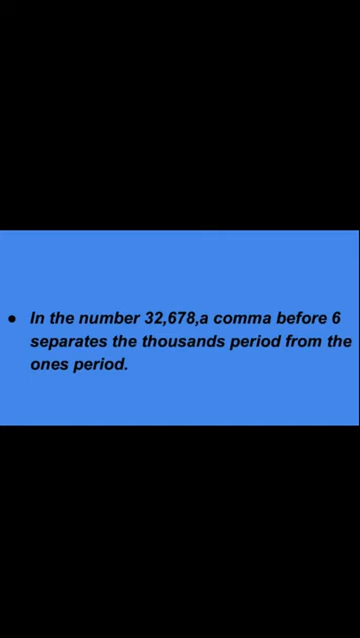 ● In the number 32,678,a comma before 6
separates the thousands period from the
ones period.